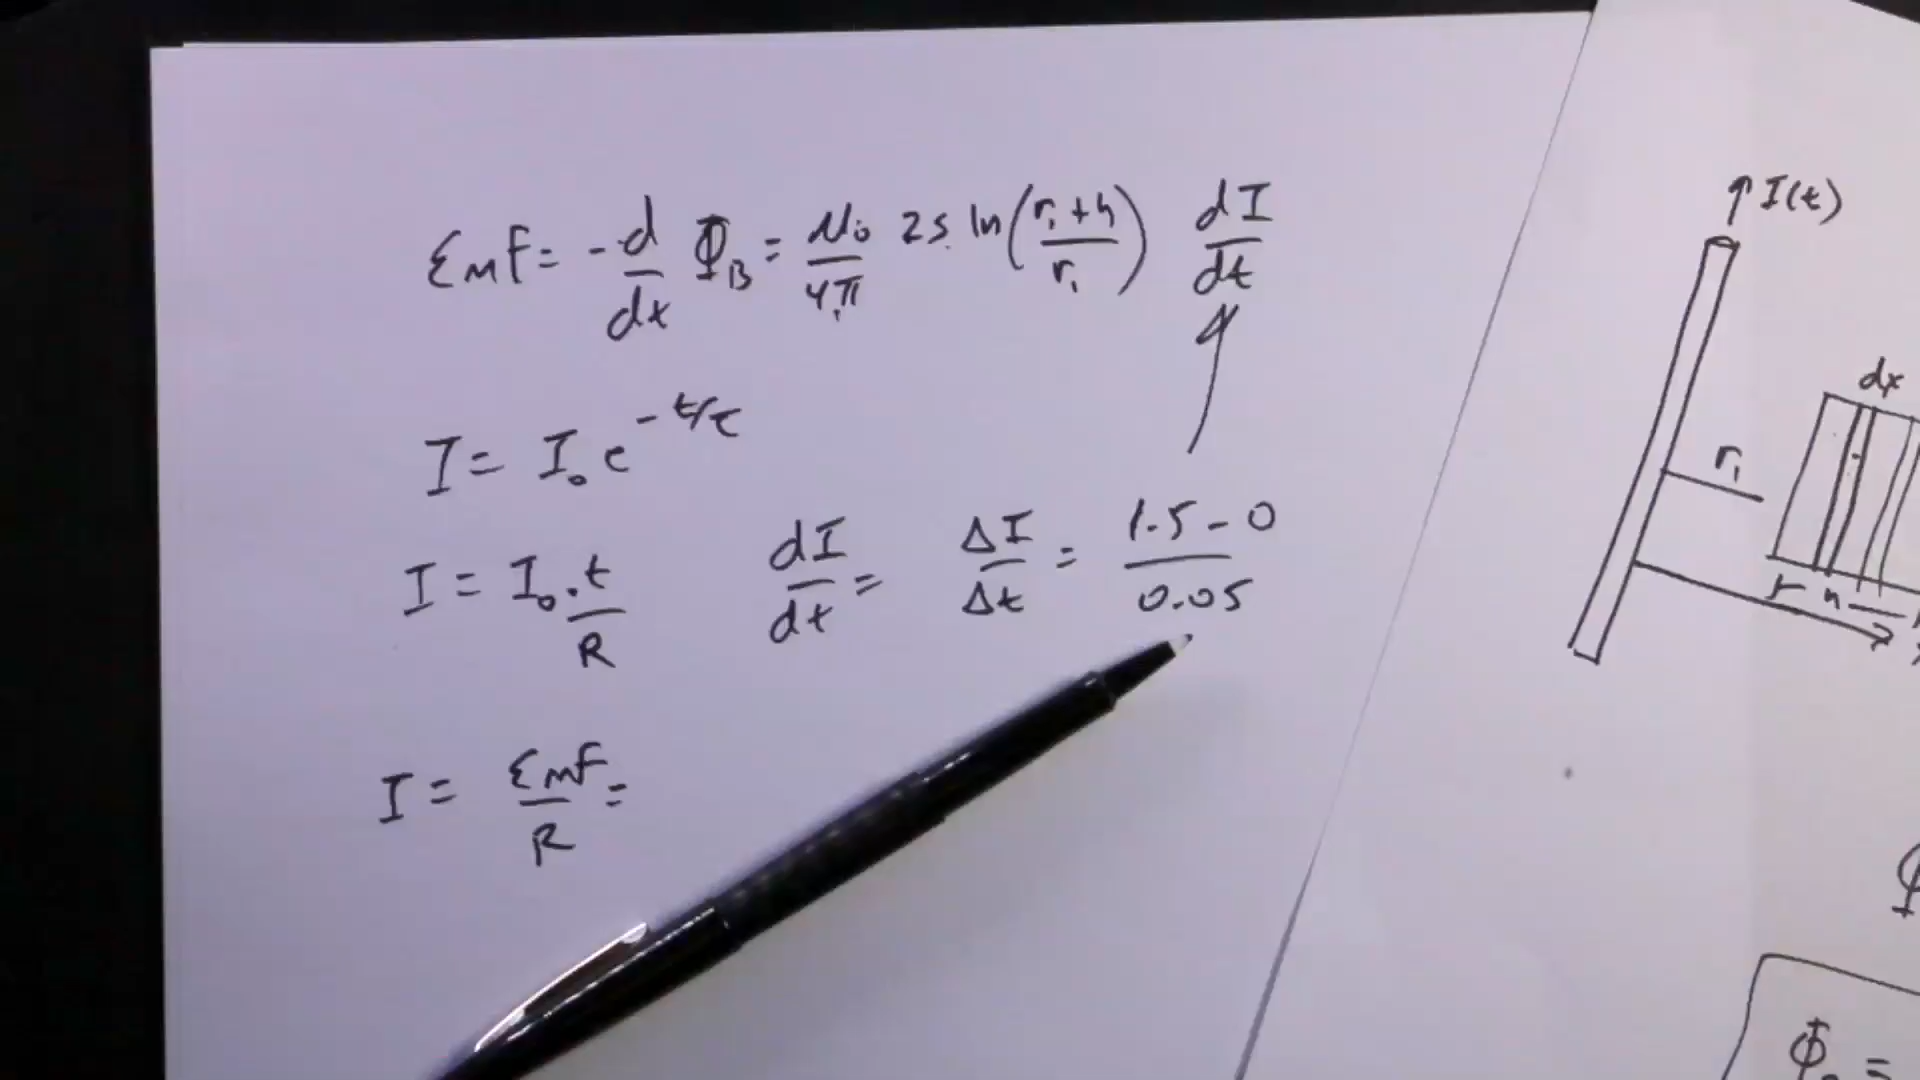 Emf = -d/dt Φ_B = μ₀/4π 2s ln((r₁+h)/r₁) dI/dt
I = I₀ e^(-t/τ)
I = I₀·t/R    dI/dt =    ΔI/Δt = (1.5-0)/0.05
I = Emf/R =
↑ I(t)
dx
r₁
h
Φ =